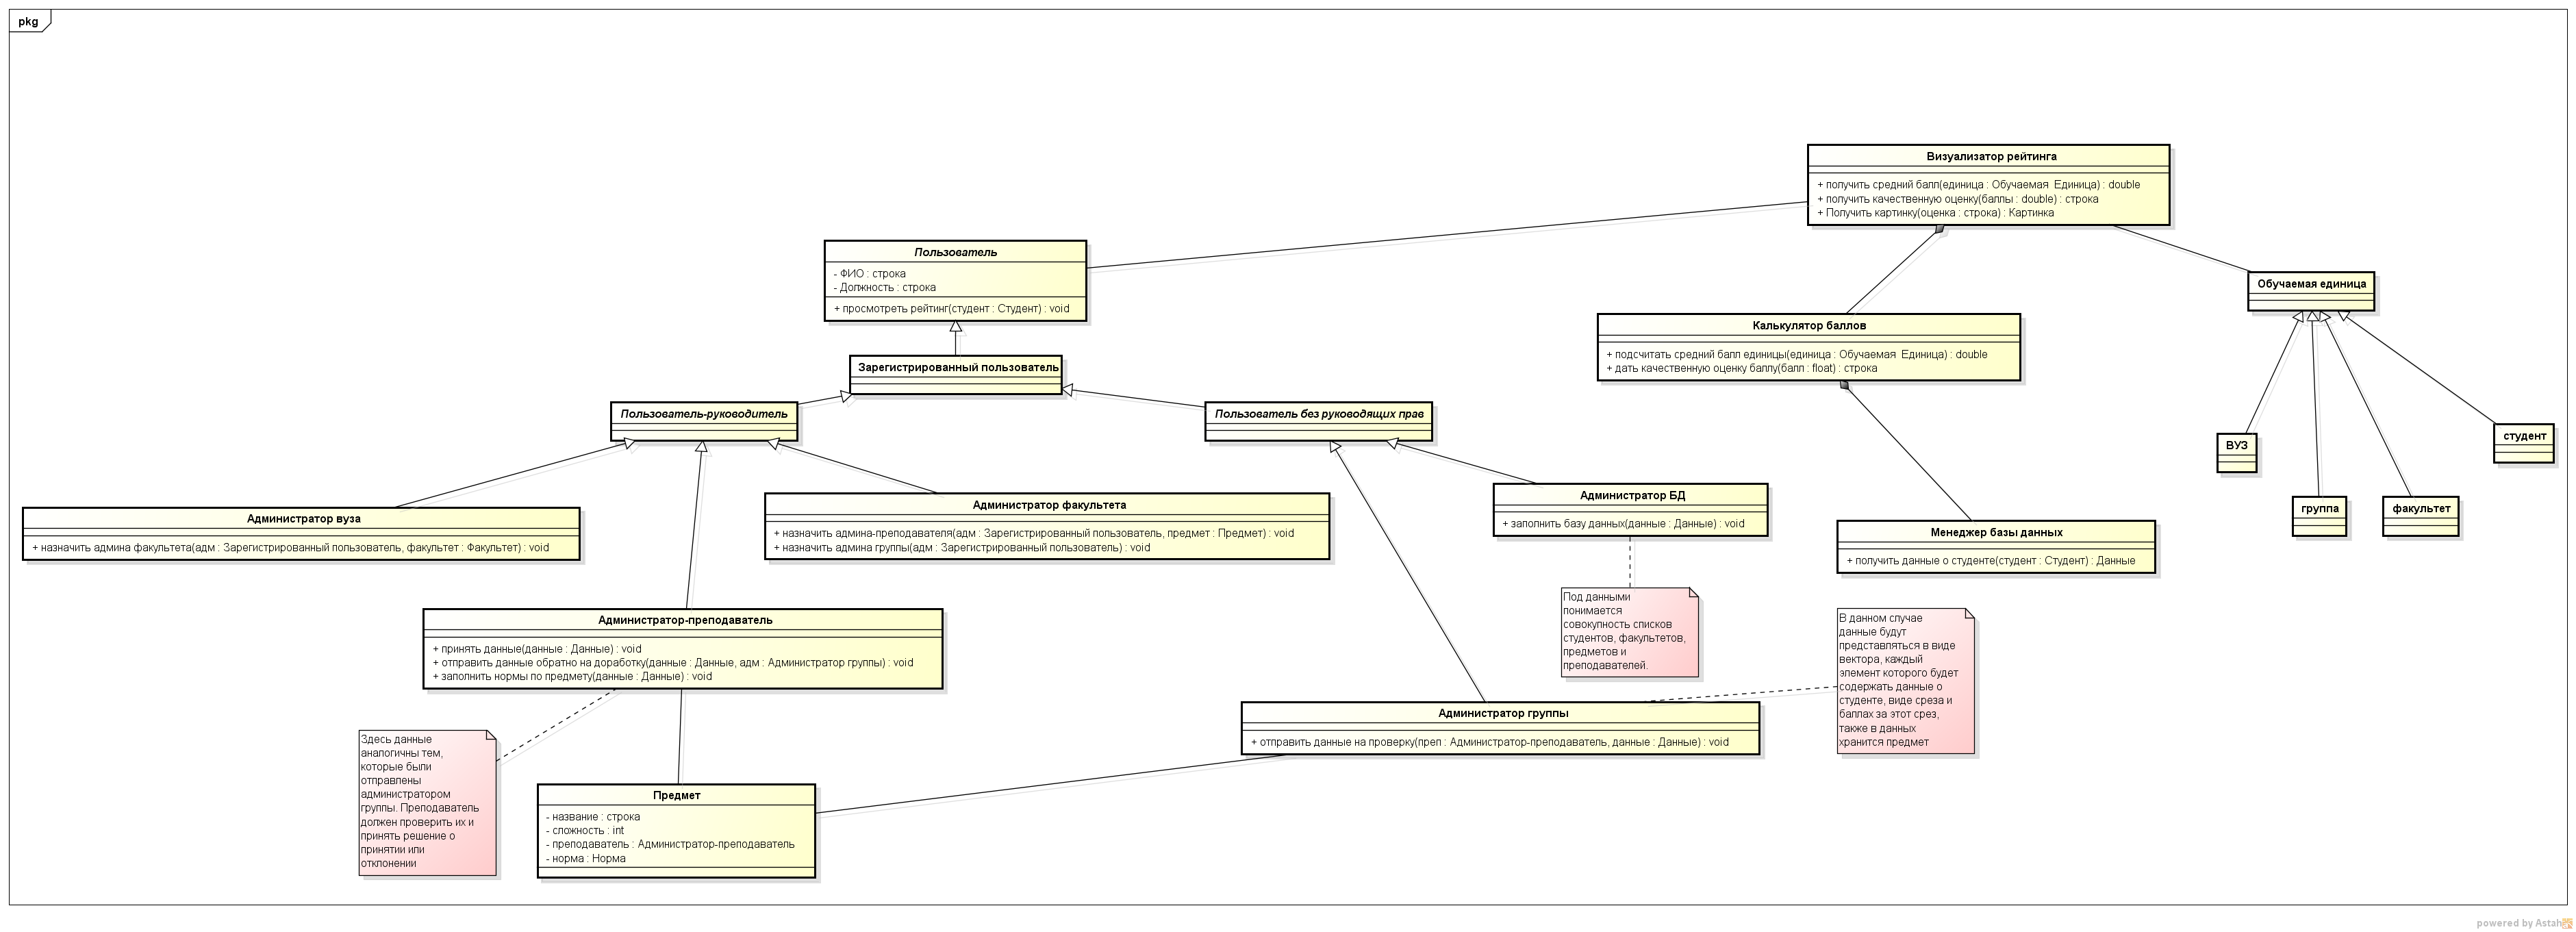 pkg
Визуализатор рейтинга
+ получить средний балл(единица : Обучаемая Единица) : double
+ получить качественную оценку(баллы : double) : строка
+ Получить картинку(оценка : строка) : Картинка
Пользователь
- ФИО : строка
- Должность : строка
+ просмотреть рейтинг(студент : Студент) : void
Обучаемая единица
Калькулятор баллов
+ подсчитать средний балл единицы(единица : Обучаемая Единица) : double
+ дать качественную оценку баллу(балл : float) : строка
Зарегистрированный пользователь
Пользователь-руководитель
Пользователь без руководящих прав
ВУЗ
студент
группа
факультет
Администратор вуза
+ назначить админа факультета(адм : Зарегистрированный пользователь, факультет : Факультет) : void
Администратор факультета
+ назначить админа-преподавателя(адм : Зарегистрированный пользователь, предмет : Предмет) : void
+ назначить админа группы(адм : Зарегистрированный пользователь) : void
Администратор БД
+ заполнить базу данных(данные : Данные) : void
Менеджер базы данных
+ получить данные о студенте(студент : Студент) : Данные
Под данными
понимается
совокупность списков
студентов, факультетов,
предметов и
преподавателей.
Администратор-преподаватель
+ принять данные(данные : Данные) : void
+ отправить данные обратно на доработку(данные : Данные, адм : Администратор группы) : void
+ заполнить нормы по предмету(данные : Данные) : void
В данном случае
данные будут
представляться в виде
вектора, каждый
элемент которого будет
содержать данные о
студенте, виде среза и
баллах за этот срез,
также в данных
хранится предмет
Администратор группы
+ отправить данные на проверку(преп : Администратор-преподаватель, данные : Данные) : void
Здесь данные
аналогичны тем,
которые были
отправлены
администратором
группы. Преподаватель
должен проверить их и
принять решение о
принятии или
отклонении
Предмет
- название : строка
- сложность : int
- преподаватель : Администратор-преподаватель
- норма : Норма
powered by Astah